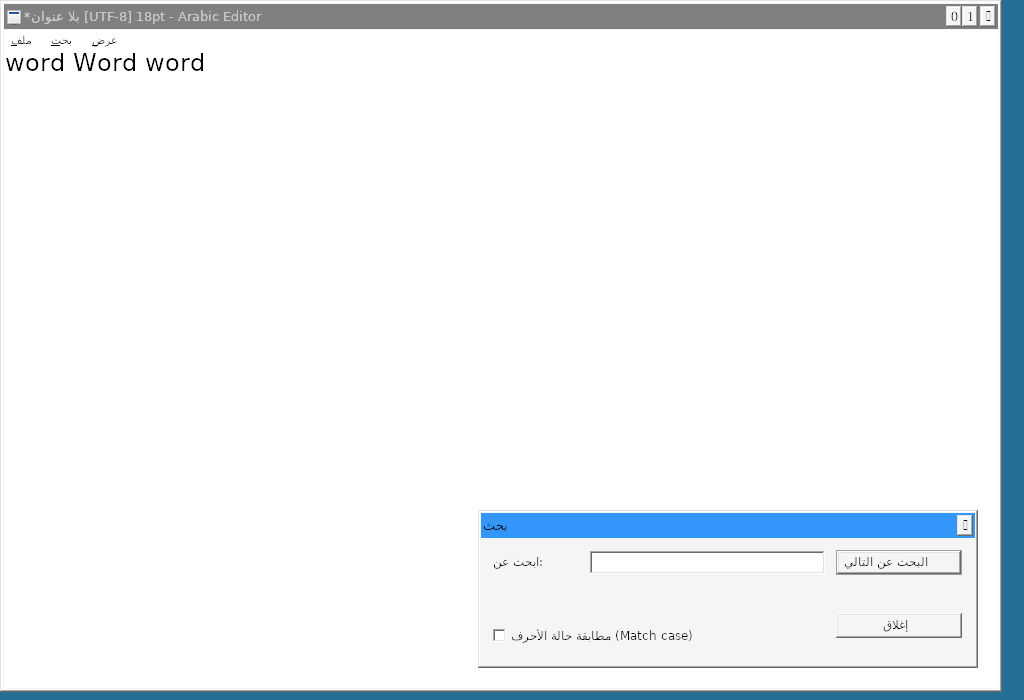 *بلا عنوان [UTF-8] 18pt - Arabic Editor
ملف بحث عرض
word Word word
بحث
ابحث عن:
البحث عن التالي
إغلاق
مطابقة حالة الأحرف (Match case)